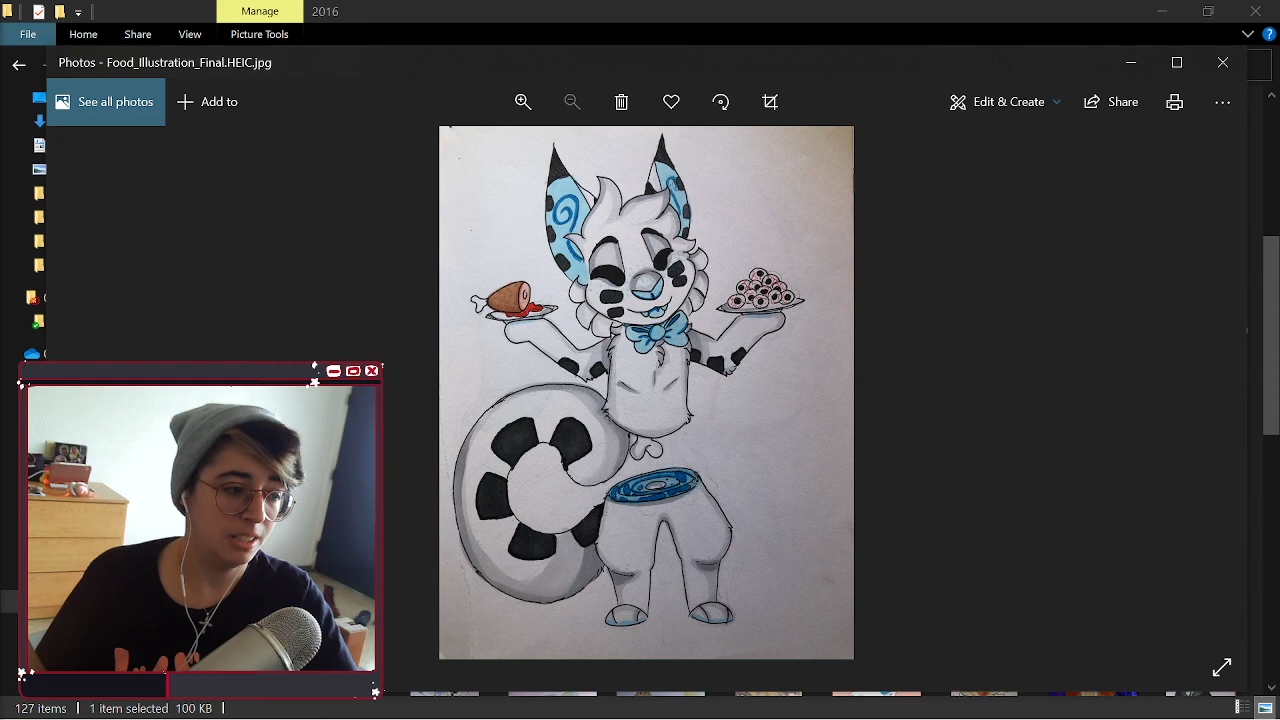 Manage
2016
File
Home
Share
View
Picture Tools
Photos - Food_Illustration_Final.HEIC.jpg
See all photos
Add to
Edit & Create
Share
127 items
1 item selected
100 KB